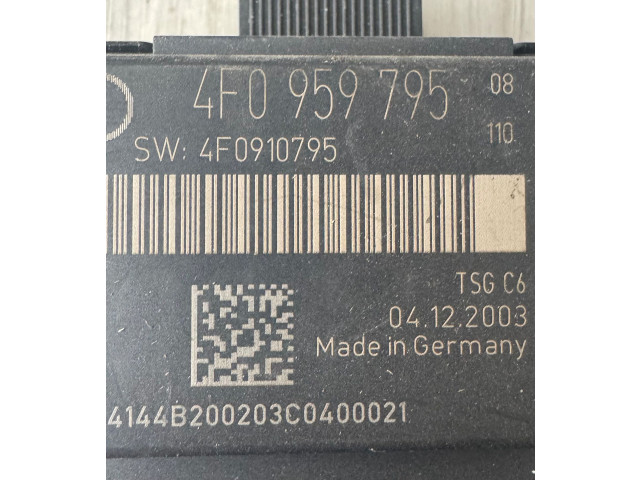 4F0 959 795 08
SW: 4F0910795 110
TSG C6
04.12.2003
Made in Germany
4144B200203C0400021